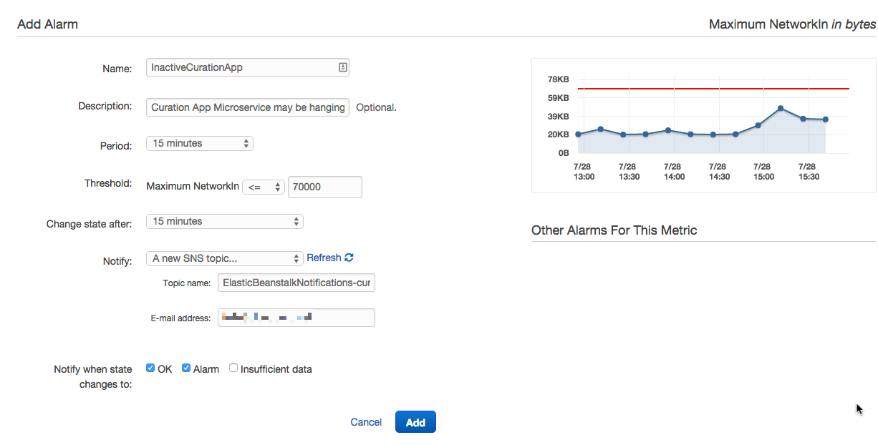 Add Alarm
Maximum NetworkIn in bytes
Name: InactiveCurationApp
Description: Curation App Microservice may be hanging Optional.
Period: 15 minutes
Threshold: Maximum NetworkIn <= 70000
Change state after: 15 minutes
Notify: A new SNS topic... Refresh
Topic name: ElasticBeanstalkNotifications-cur
E-mail address:
Notify when state changes to: OK Alarm Insufficient data
Cancel Add
78KB
59KB
39KB
20KB
0B
7/28 13:00
7/28 13:30
7/28 14:00
7/28 14:30
7/28 15:00
7/28 15:30
Other Alarms For This Metric